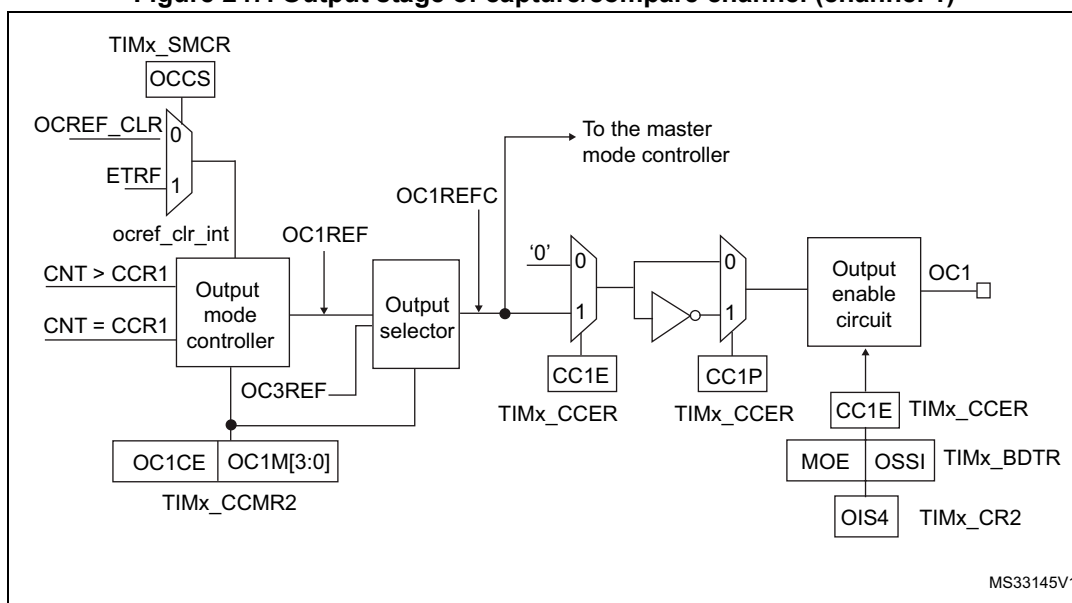 TIMx_SMCR
OCCS
OCREF_CLR
0
ETRF
1
ocref_clr_int
To the master
mode controller
OC1REFC
OC1REF
CNT > CCR1
CNT = CCR1
Output
mode
controller
Output
selector
OC3REF
‘0’
0
1
0
1
Output
enable
circuit
OC1
CC1E
TIMx_CCER
CC1P
TIMx_CCER
CC1E
TIMx_CCER
OC1CE
OC1M[3:0]
TIMx_CCMR2
MOE
OSSI
TIMx_BDTR
OIS4
TIMx_CR2
MS33145V1